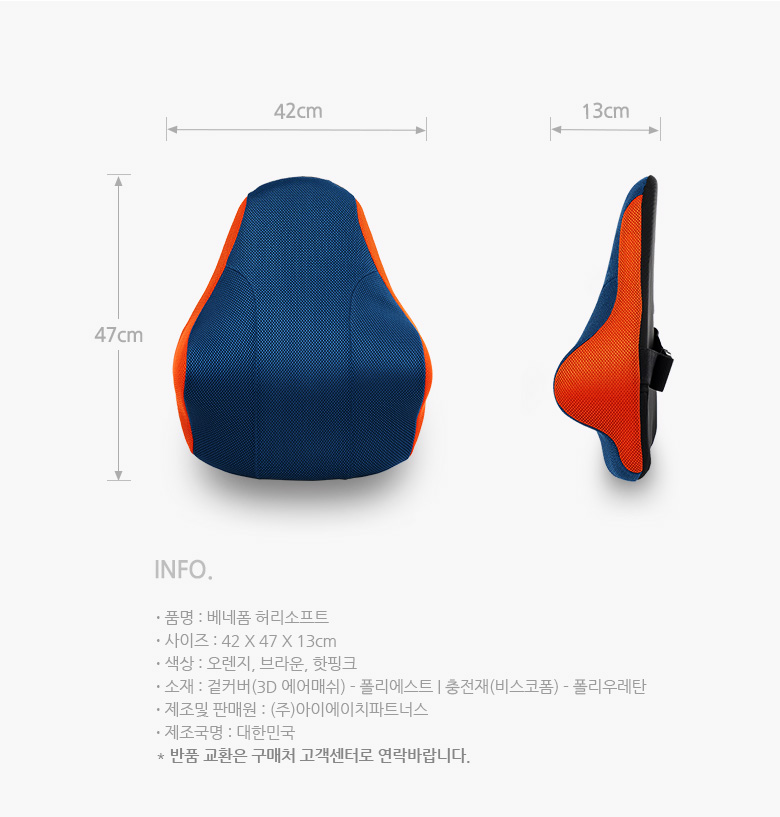 42cm
13cm
47cm
INFO.
· 품명 : 베네폼 허리소프트
· 사이즈 : 42 X 47 X 13cm
· 색상 : 오렌지, 브라운, 핫핑크
· 소재 : 겉커버(3D 에어매쉬) - 폴리에스트 | 충전재(비스코폼) - 폴리우레탄
· 제조및 판매원 : (주)아이에이치파트너스
· 제조국명 : 대한민국
* 반품 교환은 구매처 고객센터로 연락바랍니다.